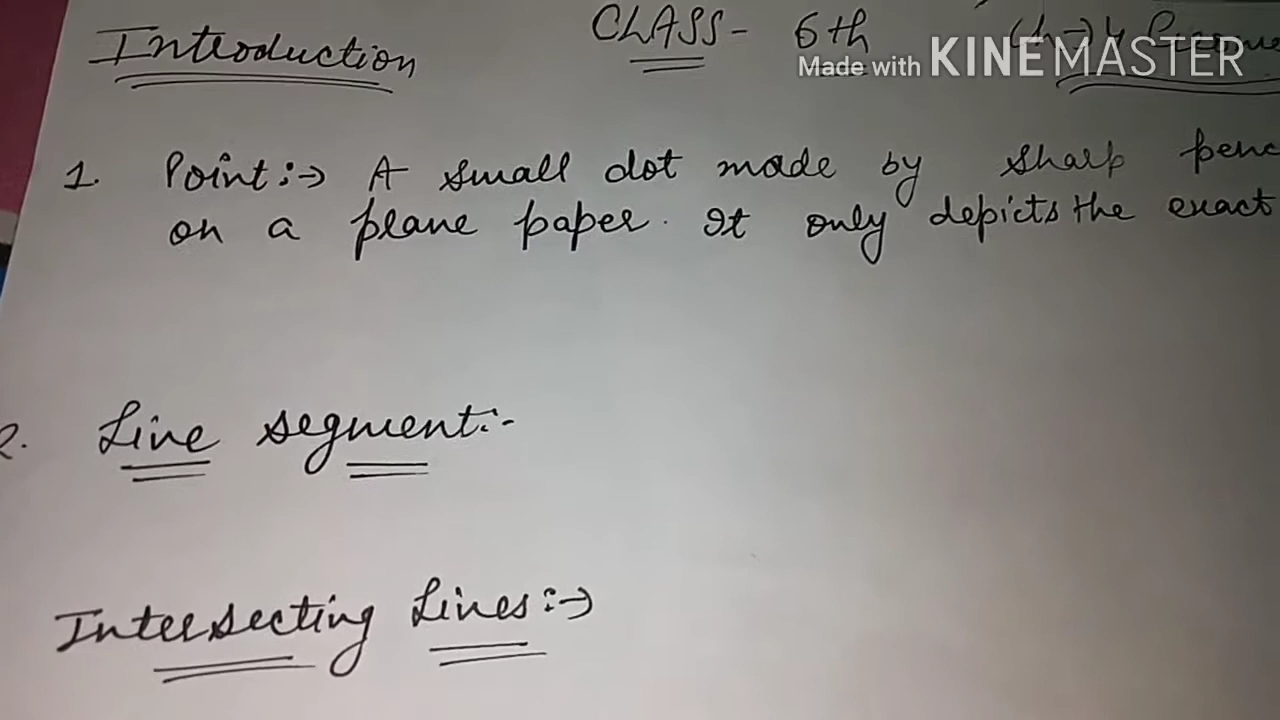 Introduction CLASS- 6th
Made with KINEMASTER
1. Point:→ A small dot made by sharp penc
on a plane paper. It only depicts the exact
2. Line segment:-
Intersecting Lines:→